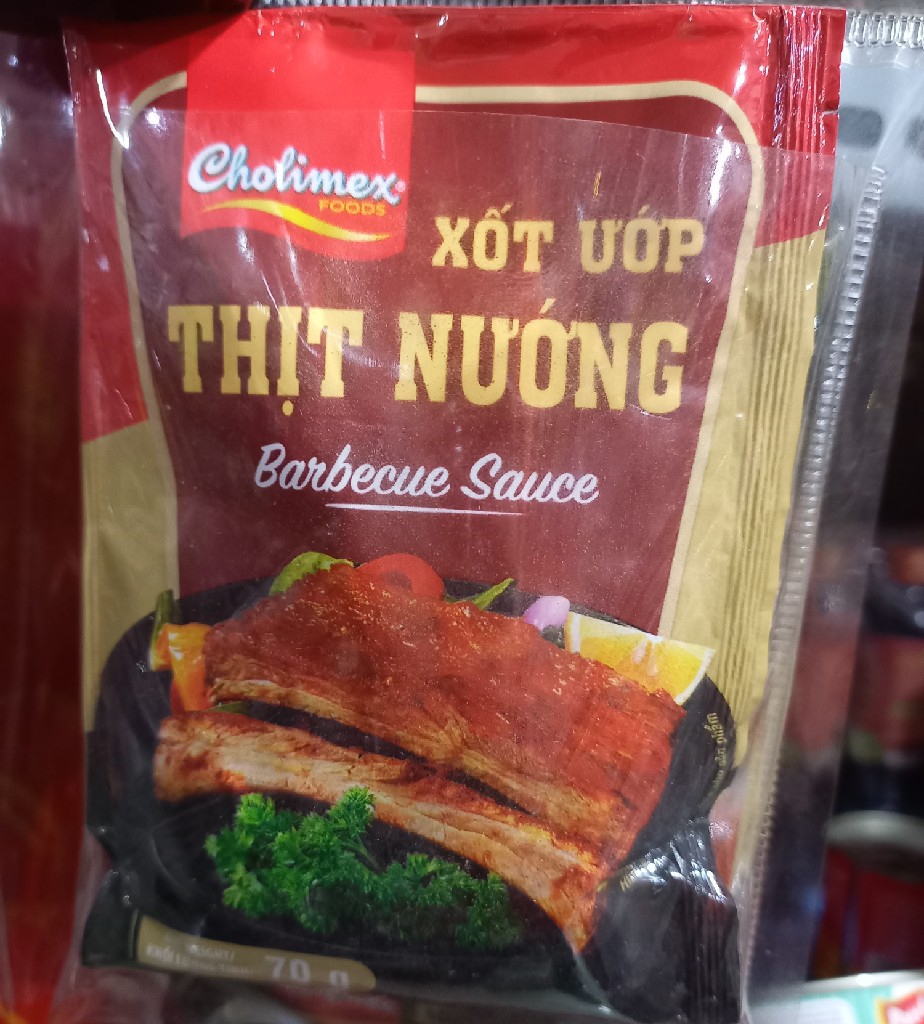 Cholimex
FOODS
XỐT ƯỚP
THỊT NƯỚNG
Barbecue Sauce
70 g